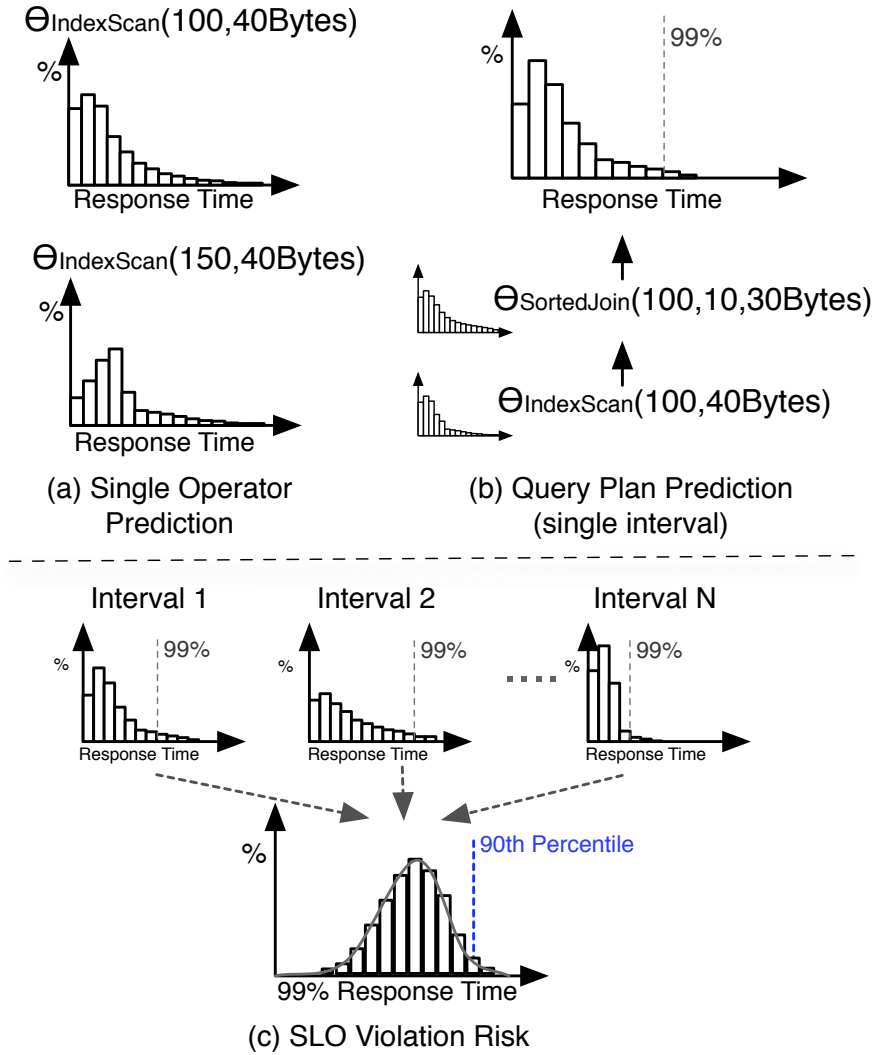 ΘIndexScan(100,40Bytes)
%
Response Time
ΘIndexScan(150,40Bytes)
%
Response Time
(a) Single Operator
Prediction
%
99%
Response Time
ΘSortedJoin(100,10,30Bytes)
ΘIndexScan(100,40Bytes)
(b) Query Plan Prediction
(single interval)
Interval 1
%
99%
Response Time
Interval 2
%
99%
Response Time
Interval N
%
99%
Response Time
%
90th Percentile
99% Response Time
(c) SLO Violation Risk